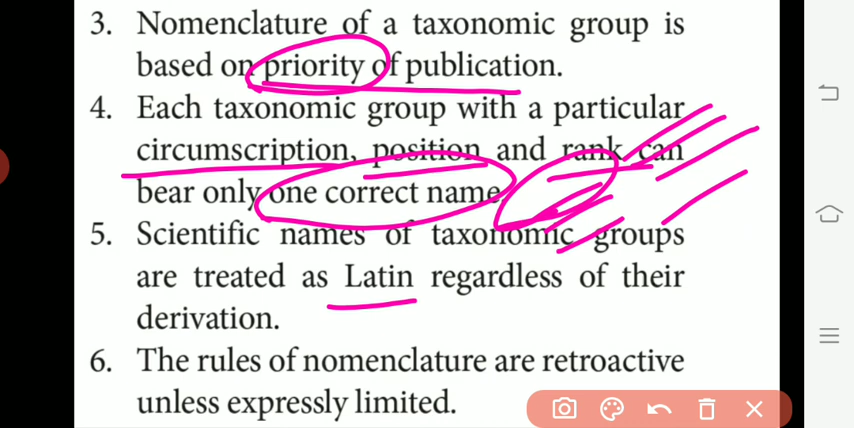 3. Nomenclature of a taxonomic group is
based on priority of publication.
4. Each taxonomic group with a particular
circumscription, position and rank can
bear only one correct name.
5. Scientific names of taxonomic groups
are treated as Latin regardless of their
derivation.
6. The rules of nomenclature are retroactive
unless expressly limited.